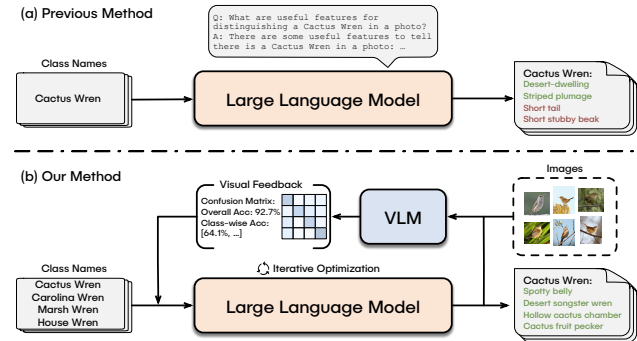 (a) Previous Method
Q: What are useful features for
distinguishing a Cactus Wren in a photo?
A: There are some useful features to tell
there is a Cactus Wren in a photo: …
Class Names
Cactus Wren
Large Language Model
Cactus Wren:
Desert-dwelling
Striped plumage
Short tail
Short stubby beak
(b) Our Method
Visual Feedback
Confusion Matrix:
Overall Acc: 92.7%
Class-wise Acc:
[64.1%, …]
VLM
Images
Class Names
Cactus Wren
Carolina Wren
Marsh Wren
House Wren
Iterative Optimization
Large Language Model
Cactus Wren:
Spotty belly
Desert songster wren
Hollow cactus chamber
Cactus fruit pecker